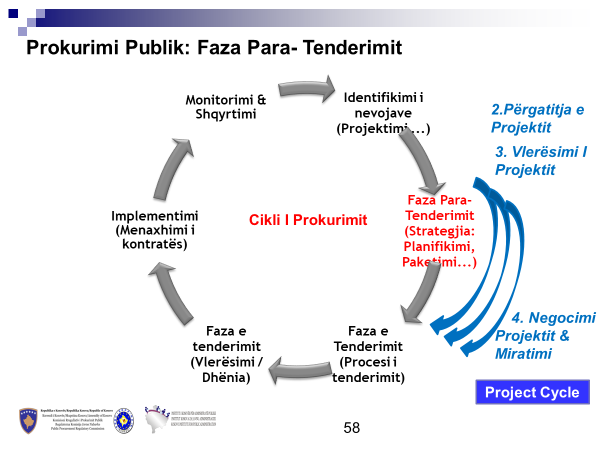 Prokurimi Publik: Faza Para- Tenderimit
Monitorimi &
Shqyrtimi
Identifikimi i
nevojave
(Projektimi...)
2.Përgatitja e
Projektit
3. Vlerësimi I
Projektit
Faza Para-
Tenderimit
(Strategjia:
Planifikimi,
Paketimi...)
Cikli I Prokurimit
Implementimi
(Menaxhimi i
kontratës)
Faza e
tenderimit
(Vlerësimi /
Dhënia)
Faza e
Tenderimit
(Procesi i
tenderimit)
4. Negocimi
Projektit &
Miratimi
Project Cycle
58